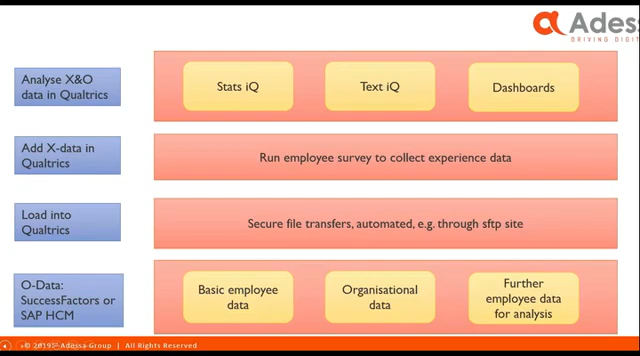 Adess
DRIVING DIGI
Analyse X&O
data in Qualtrics
Stats iQ
Text iQ
Dashboards
Add X-data in
Qualtrics
Run employee survey to collect experience data
Load into
Qualtrics
Secure file transfers, automated, e.g. through sftp site
O-Data:
SuccessFactors or
SAP HCM
Basic employee
data
Organisational
data
Further
employee data
for analysis
© 2019 Adessa Group | All Rights Reserved